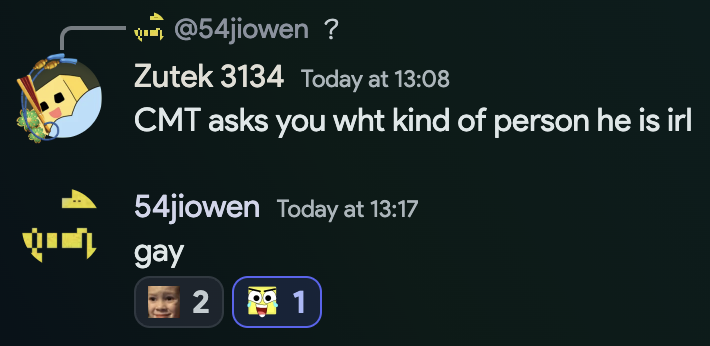 @54jiowen ?
Zutek 3134 Today at 13:08
CMT asks you wht kind of person he is irl
54jiowen Today at 13:17
gay
2 1